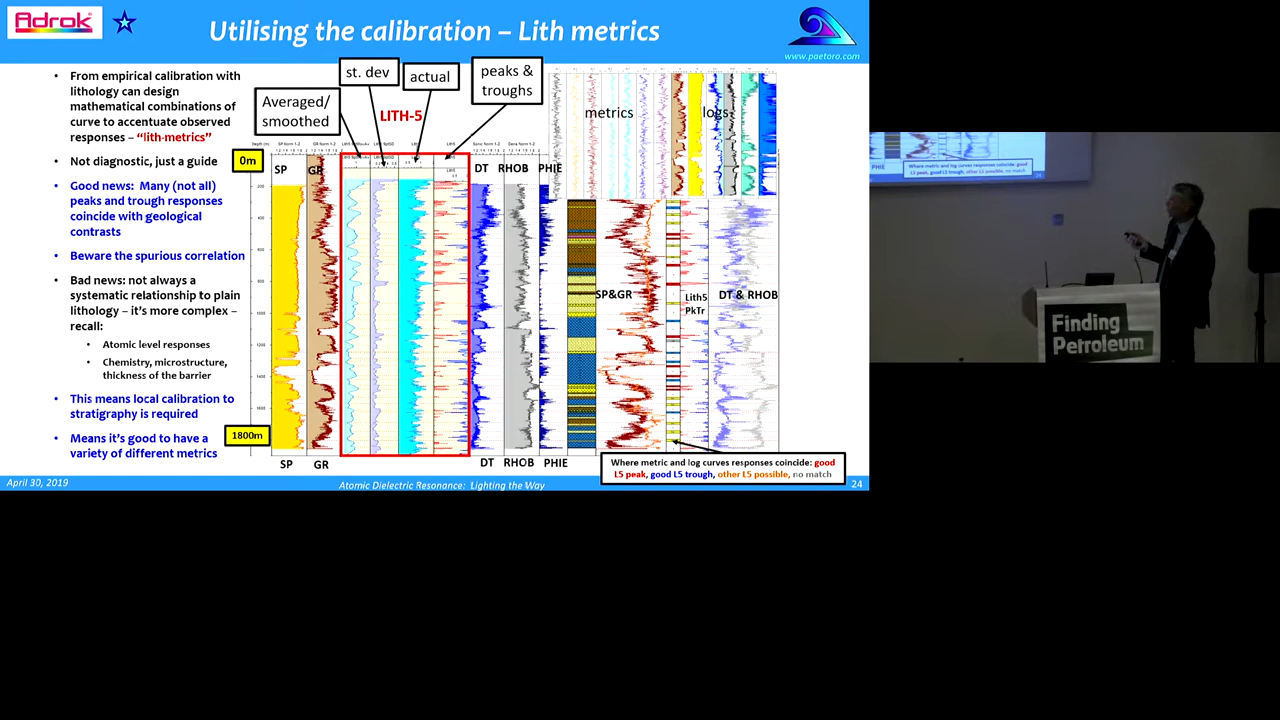 Adrok
Utilising the calibration – Lith metrics
www.paetoro.com
• From empirical calibration with
lithology can design
mathematical combinations of
curve to accentuate observed
responses – “lith-metrics”
• Not diagnostic, just a guide
• Good news: Many (not all)
peaks and trough responses
coincide with geological
contrasts
• Beware the spurious correlation
• Bad news: not always a
systematic relationship to plain
lithology – it’s more complex –
recall:
• Atomic level responses
• Chemistry, microstructure,
thickness of the barrier
• This means local calibration to
stratigraphy is required
• Means it’s good to have a
variety of different metrics
Averaged/
smoothed
st. dev
actual
peaks &
troughs
LITH-5
metrics
logs
0m
SP
GR
DT
RHOB
PHIE
SP&GR
Lith5
PkTr
DT & RHOB
1800m
SP
GR
DT
RHOB
PHIE
Where metric and log curves responses coincide: good
L5 peak, good L5 trough, other L5 possible, no match
April 30, 2019
Atomic Dielectric Resonance: Lighting the Way
24
Finding
Petroleum